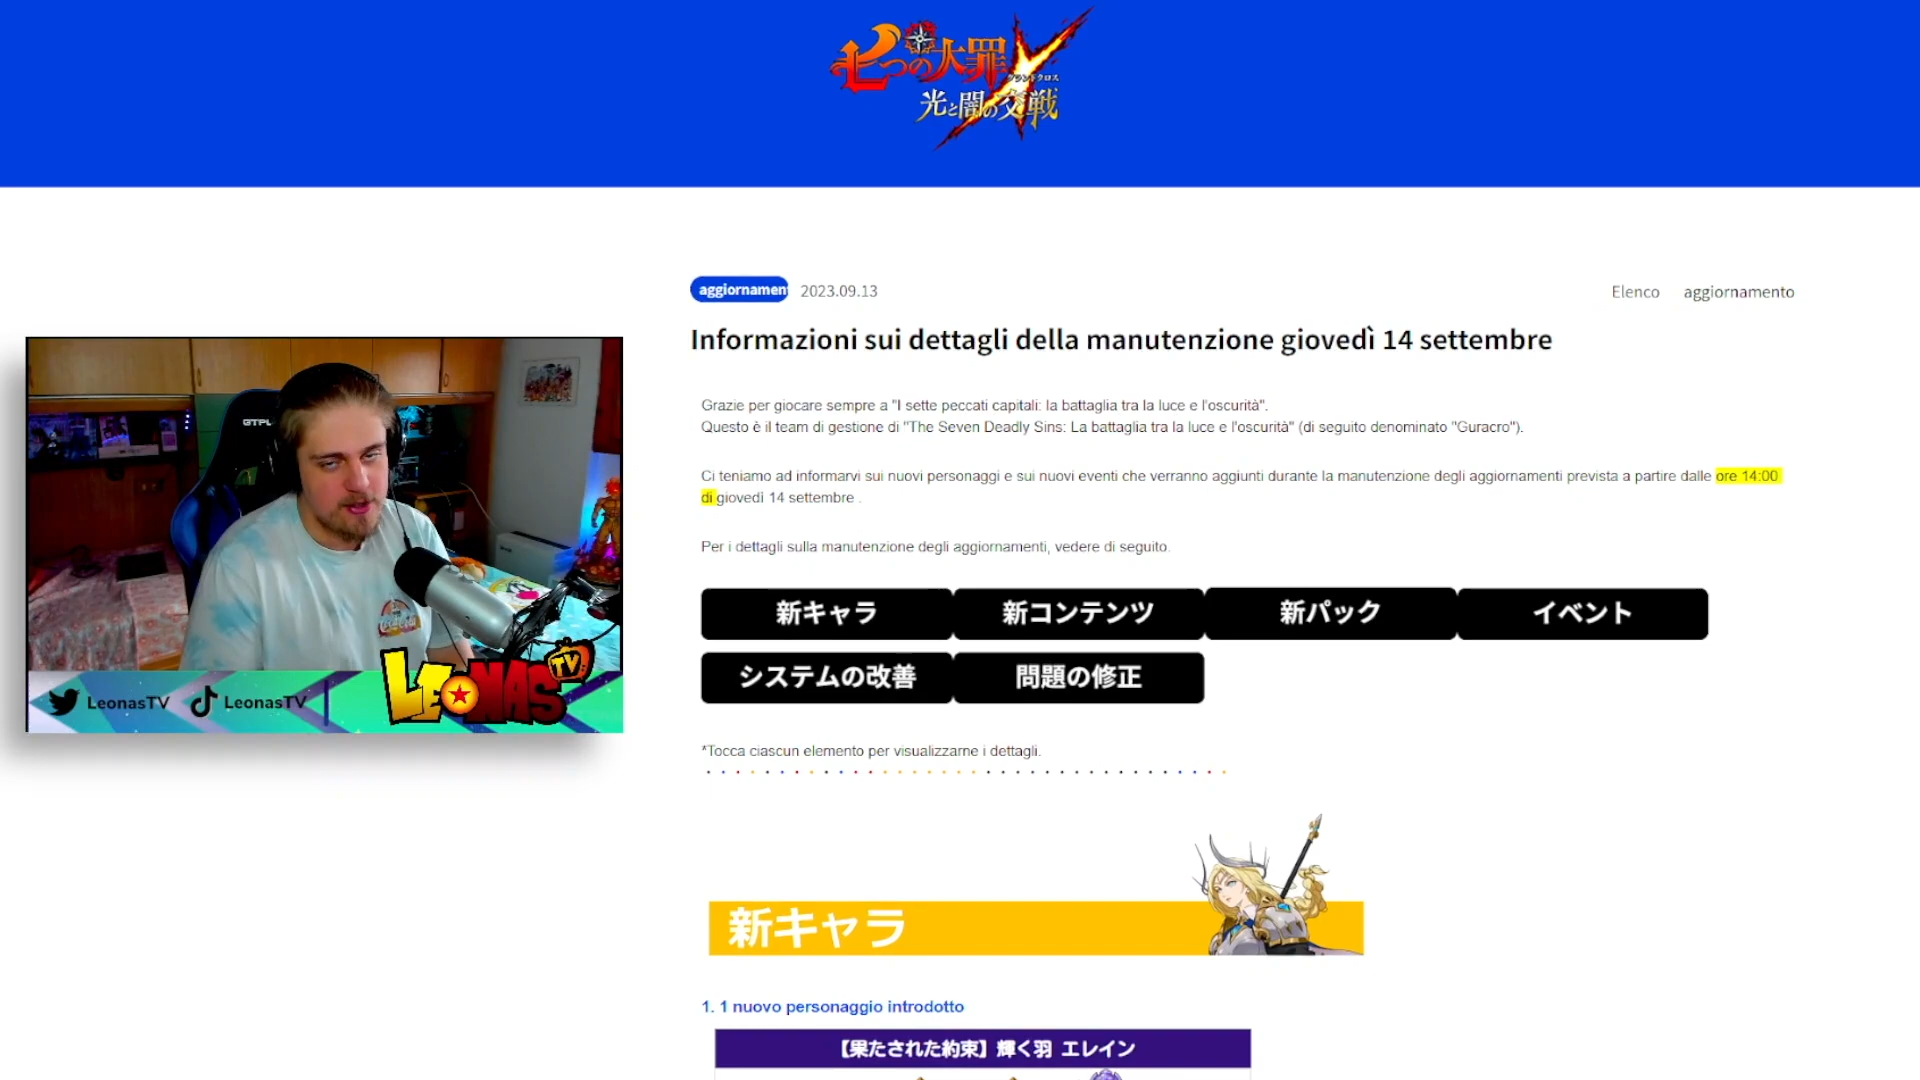 七つの大罪
グランドクロス
光と闇の交戦
aggiornamen
2023.09.13
Elenco
aggiornamento
Informazioni sui dettagli della manutenzione giovedì 14 settembre
Grazie per giocare sempre a "I sette peccati capitali: la battaglia tra la luce e l'oscurità".
Questo è il team di gestione di "The Seven Deadly Sins: La battaglia tra la luce e l'oscurità" (di seguito denominato "Guracro").
Ci teniamo ad informarvi sui nuovi personaggi e sui nuovi eventi che verranno aggiunti durante la manutenzione degli aggiornamenti prevista a partire dalle ore 14:00
di giovedì 14 settembre .
Per i dettagli sulla manutenzione degli aggiornamenti, vedere di seguito.
新キャラ
新コンテンツ
新パック
イベント
システムの改善
問題の修正
*Tocca ciascun elemento per visualizzarne i dettagli.
新キャラ
1. 1 nuovo personaggio introdotto
【果たされた約束】輝く羽 エレイン
GTPL
LEONAS TV
LeonasTV
LeonasTV